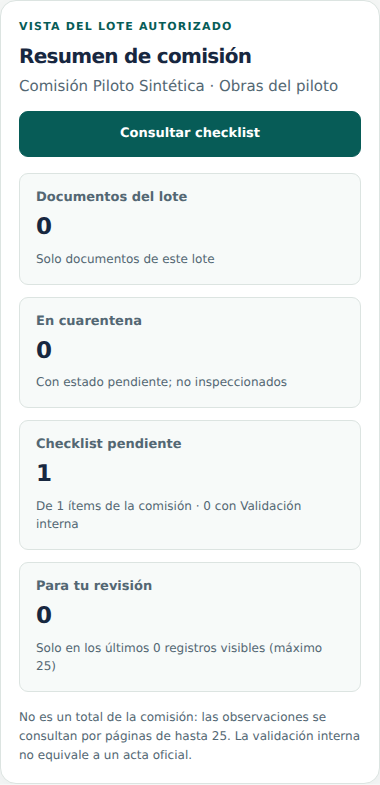 VISTA DEL LOTE AUTORIZADO
Resumen de comisión
Comisión Piloto Sintética · Obras del piloto
Consultar checklist
Documentos del lote
0
Solo documentos de este lote
En cuarentena
0
Con estado pendiente; no inspeccionados
Checklist pendiente
1
De 1 ítems de la comisión · 0 con Validación
interna
Para tu revisión
0
Solo en los últimos 0 registros visibles (máximo
25)
No es un total de la comisión: las observaciones se
consultan por páginas de hasta 25. La validación interna
no equivale a un acta oficial.